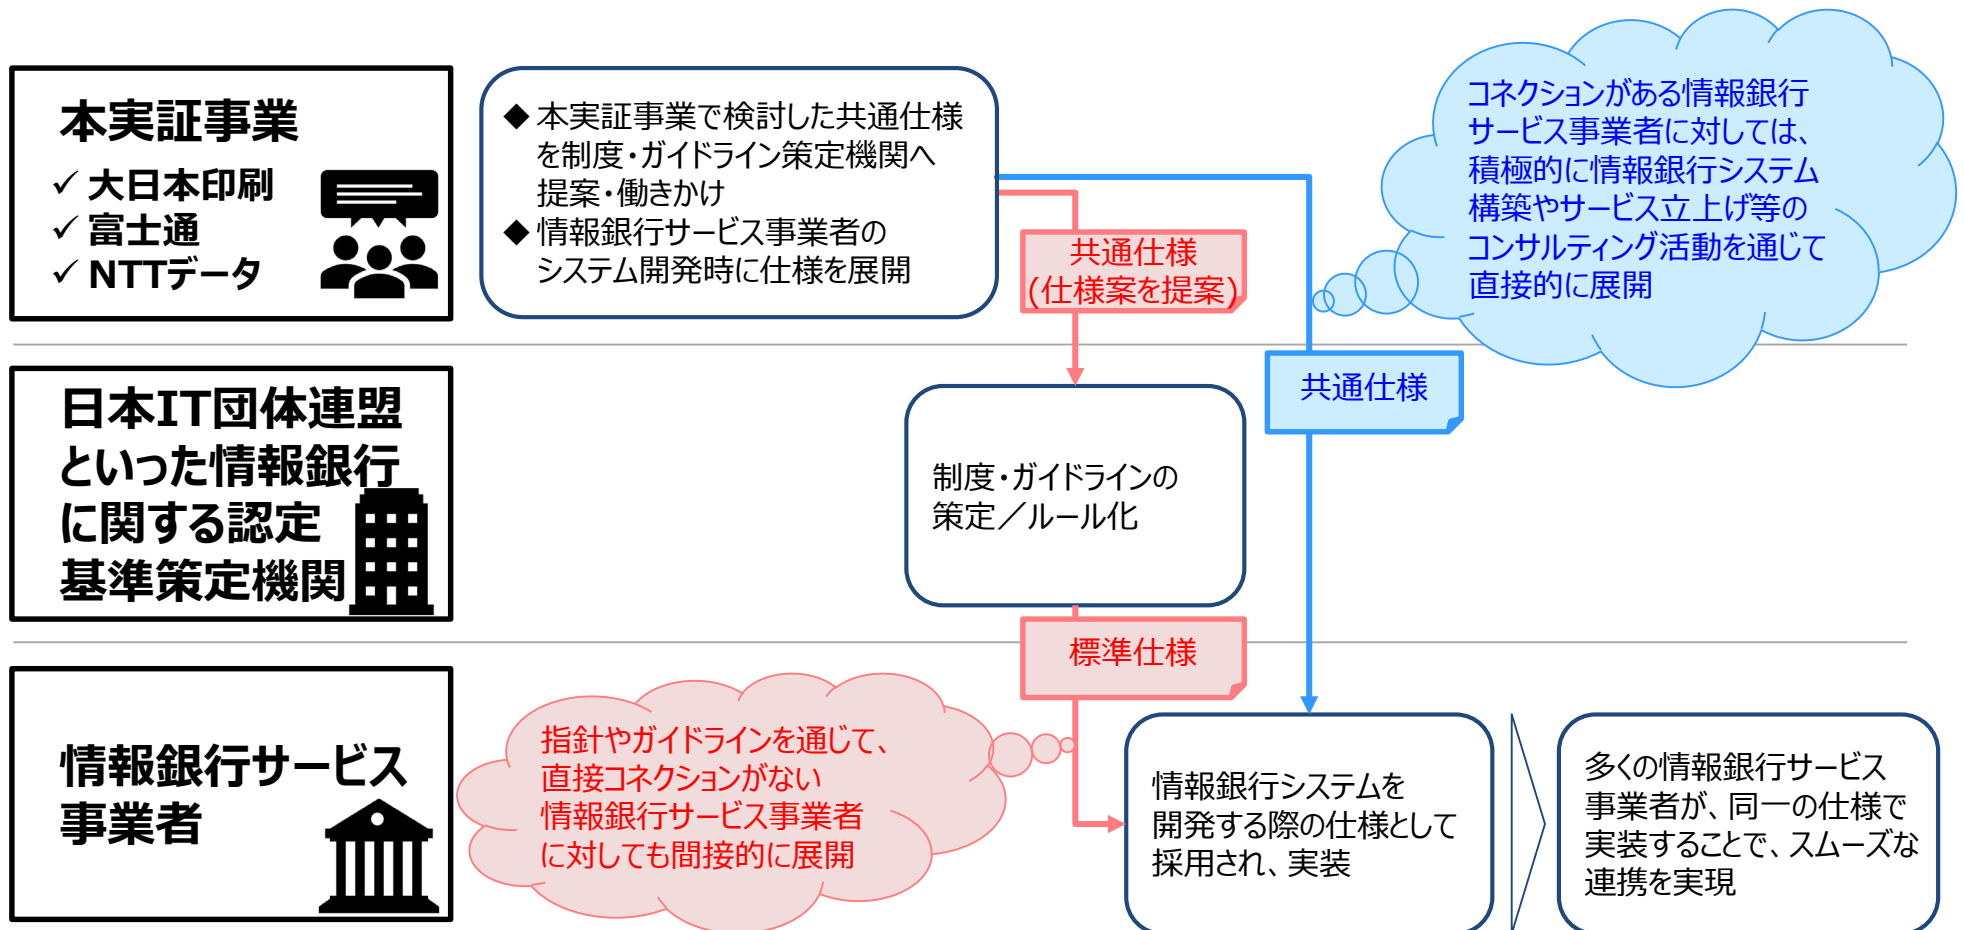 本実証事業
✓ 大日本印刷
✓ 富士通
✓ NTTデータ
◆ 本実証事業で検討した共通仕様
を制度・ガイドライン策定機関へ
提案・働きかけ
◆ 情報銀行サービス事業者の
システム開発時に仕様を展開
共通仕様
(仕様案を提案)
コネクションがある情報銀行
サービス事業者に対しては、
積極的に情報銀行システム
構築やサービス立上げ等の
コンサルティング活動を通じて
直接的に展開
共通仕様
日本IT団体連盟
といった情報銀行
に関する認定
基準策定機関
制度・ガイドラインの
策定／ルール化
標準仕様
情報銀行サービス
事業者
指針やガイドラインを通じて、
直接コネクションがない
情報銀行サービス事業者
に対しても間接的に展開
情報銀行システムを
開発する際の仕様として
採用され、実装
多くの情報銀行サービス
事業者が、同一の仕様で
実装することで、スムーズな
連携を実現